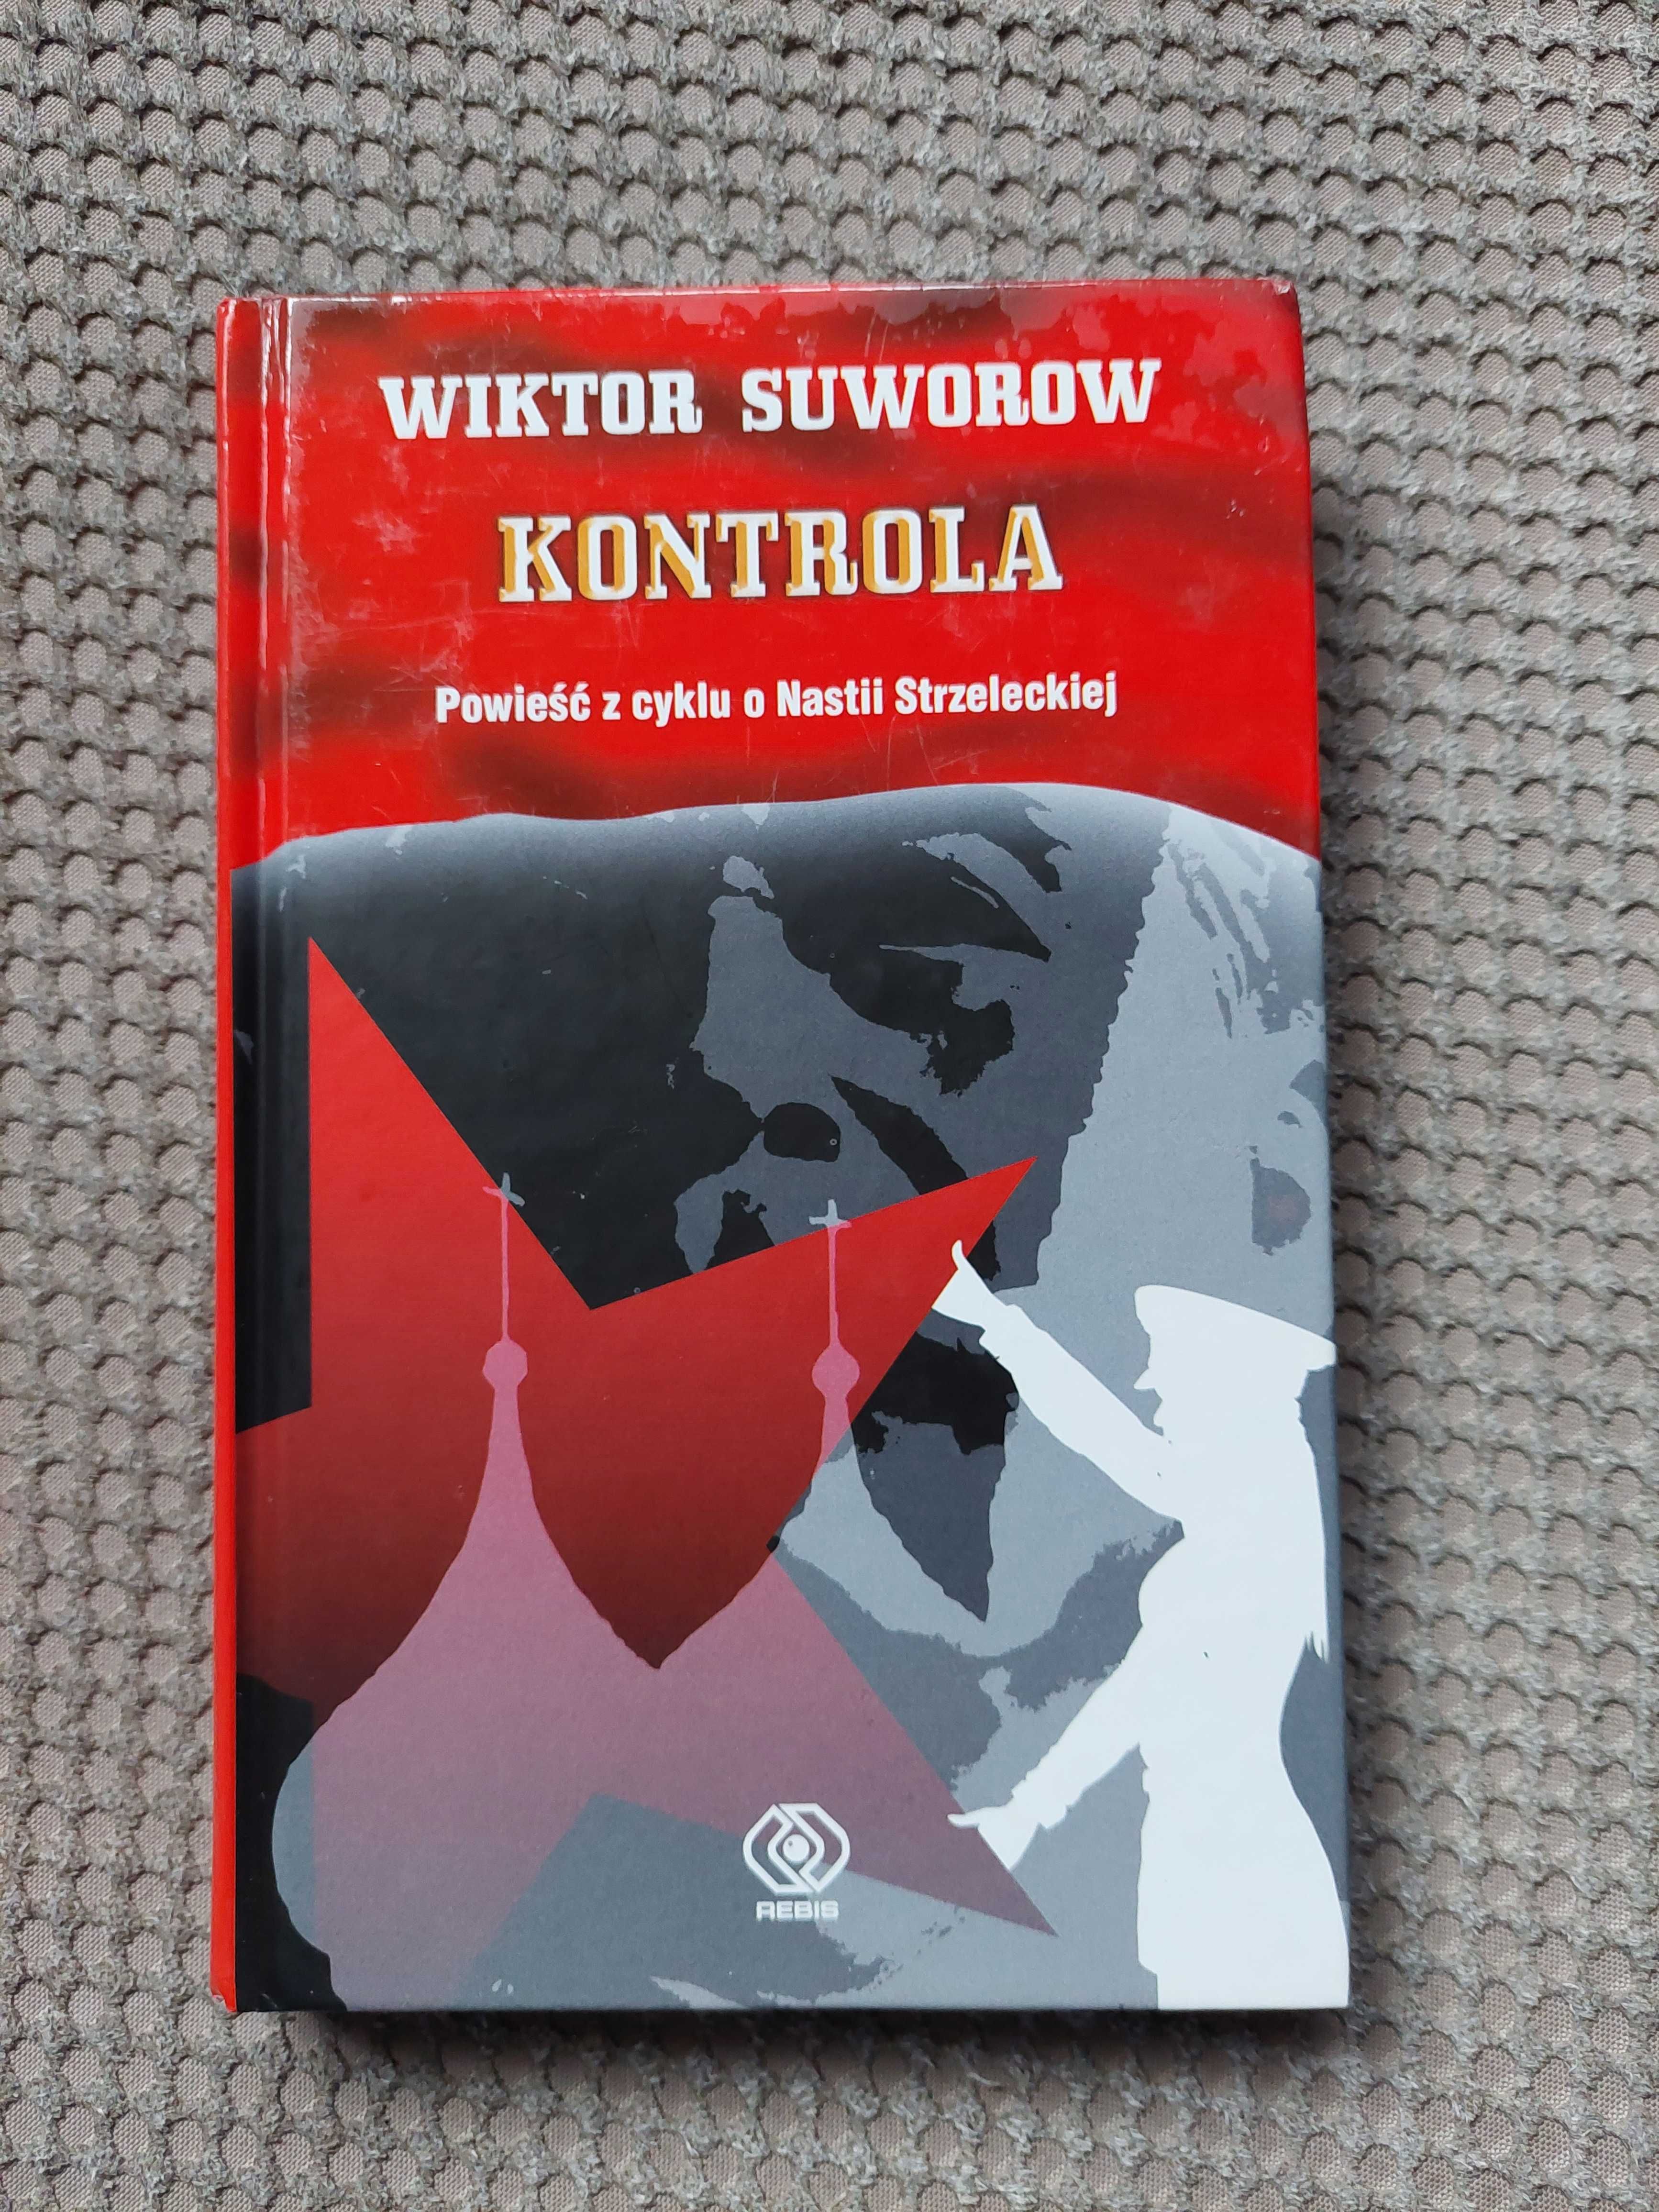 WIKTOR SUWOROW
KONTROLA
Powieść z cyklu o Nastii Strzeleckiej
REBIS